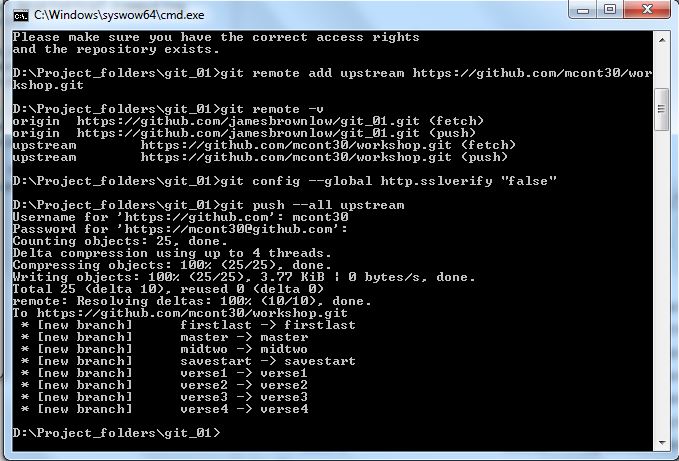 C:\Windows\syswow64\cmd.exe
Please make sure you have the correct access rights
and the repository exists.
D:\Project_folders\git_01>git remote add upstream https://github.com/mcont30/wor
kshop.git
D:\Project_folders\git_01>git remote -v
origin  https://github.com/jamesbrownlow/git_01.git (fetch)
origin  https://github.com/jamesbrownlow/git_01.git (push)
upstream        https://github.com/mcont30/workshop.git (fetch)
upstream        https://github.com/mcont30/workshop.git (push)
D:\Project_folders\git_01>git config --global http.sslverify "false"
D:\Project_folders\git_01>git push --all upstream
Username for 'https://github.com': mcont30
Password for 'https://mcont30@github.com':
Counting objects: 25, done.
Delta compression using up to 4 threads.
Compressing objects: 100% (25/25), done.
Writing objects: 100% (25/25), 3.77 KiB | 0 bytes/s, done.
Total 25 (delta 10), reused 0 (delta 0)
remote: Resolving deltas: 100% (10/10), done.
To https://github.com/mcont30/workshop.git
 * [new branch]      firstlast -> firstlast
 * [new branch]      master -> master
 * [new branch]      midtwo -> midtwo
 * [new branch]      savestart -> savestart
 * [new branch]      verse1 -> verse1
 * [new branch]      verse2 -> verse2
 * [new branch]      verse3 -> verse3
 * [new branch]      verse4 -> verse4
D:\Project_folders\git_01>